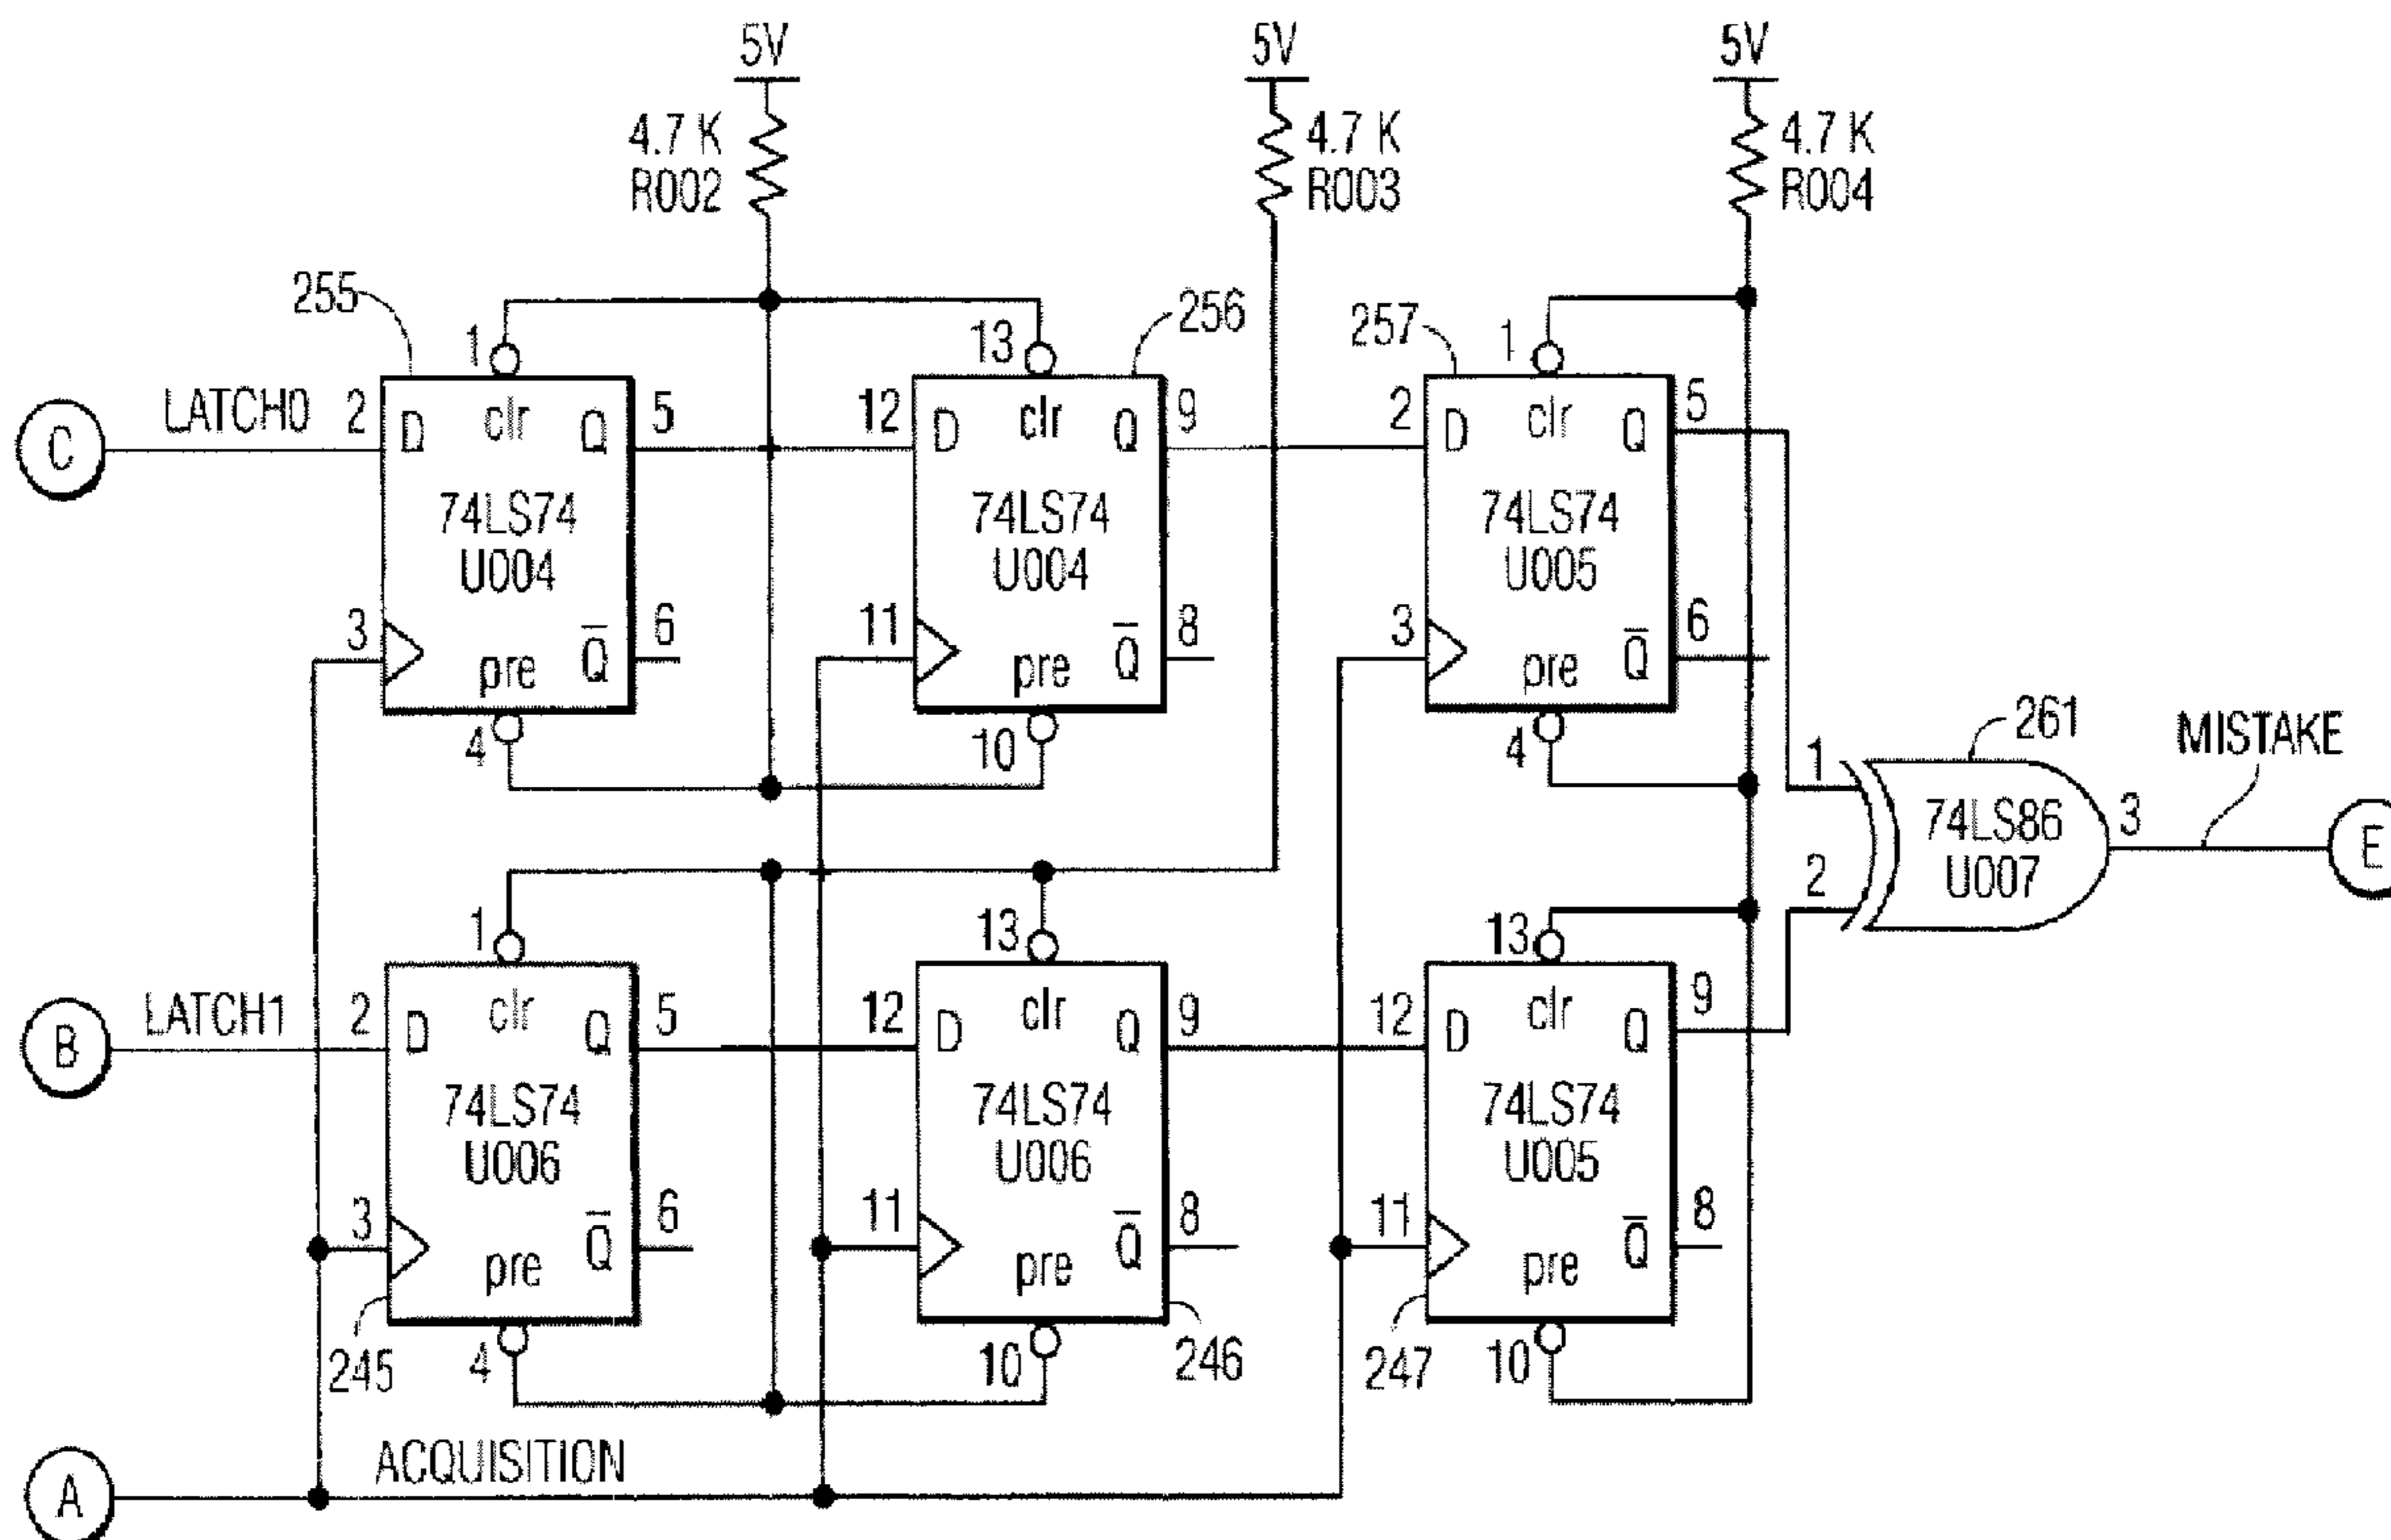 5V
5V
5V
4.7 K
R002
4.7 K
R003
4.7 K
R004
255
1
13
256
257
1
C
LATCH0
2
D
clr
Q
5
12
D
clr
Q
9
2
D
clr
Q
5
74LS74
U004
74LS74
U004
74LS74
U005
3
pre
Q̅
6
11
pre
Q̅
8
3
pre
Q̅
6
4
10
4
261
MISTAKE
1
2
74LS86
U007
3
E
1
13
13
B
LATCH1
2
D
clr
Q
5
12
D
clr
Q
9
12
D
clr
Q
9
74LS74
U006
74LS74
U006
74LS74
U005
3
pre
Q̅
6
11
pre
Q̅
8
11
pre
Q̅
8
245
4
10
246
247
10
A
ACQUISITION